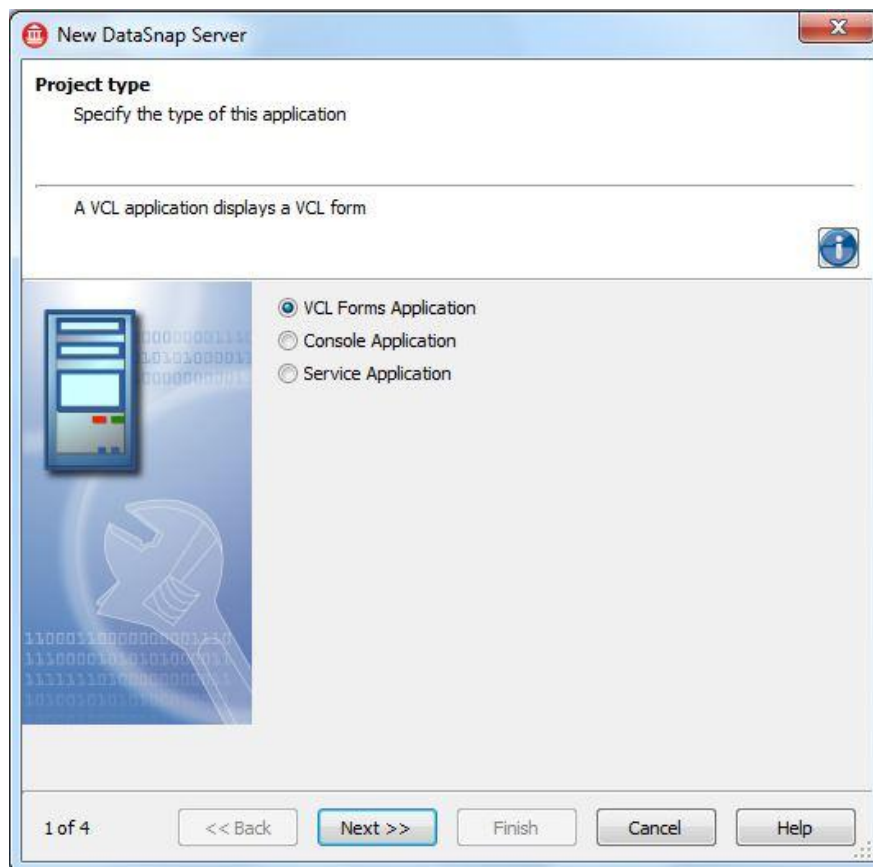 New DataSnap Server
Project type
Specify the type of this application
A VCL application displays a VCL form
VCL Forms Application
Console Application
Service Application
1 of 4
<< Back
Next >>
Finish
Cancel
Help